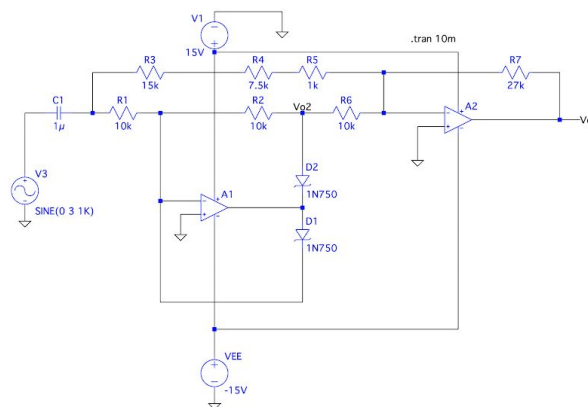 V1
15V
.tran 10m
R3
15k
R4
7.5k
R5
1k
R7
27k
C1
1µ
R1
10k
R2
10k
Vo2
R6
10k
A2
Vo
V3
SINE(0 3 1K)
A1
D2
1N750
D1
1N750
VEE
-15V